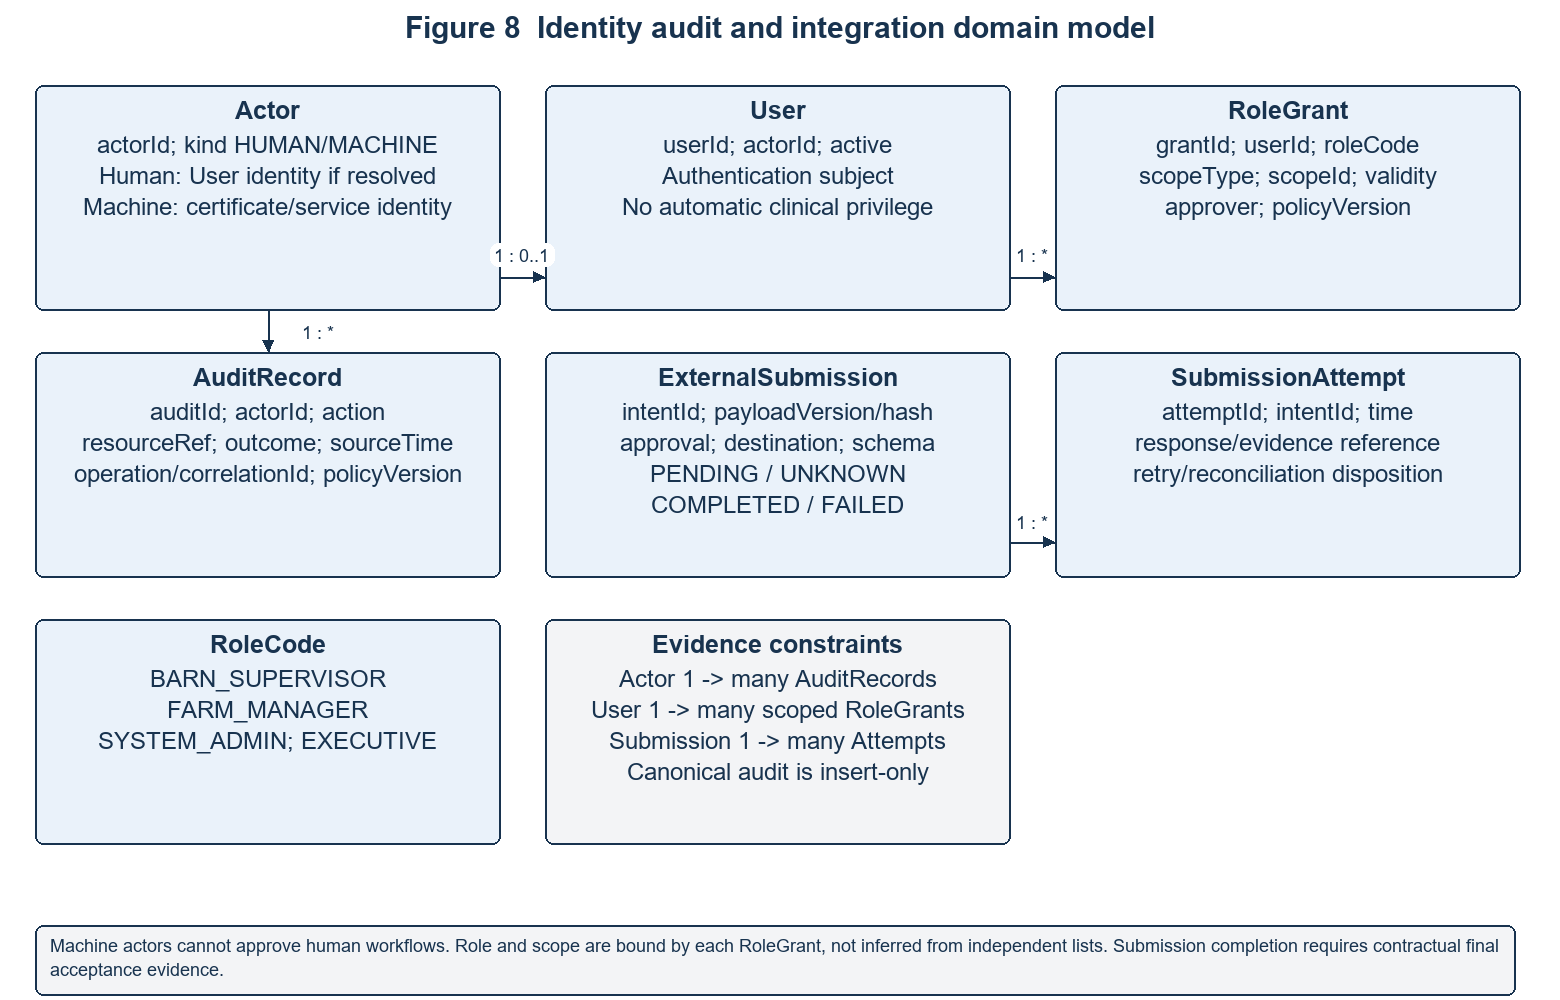 Figure 8  Identity audit and integration domain model
Actor
actorId; kind HUMAN/MACHINE
Human: User identity if resolved
Machine: certificate/service identity
1 : 0..1
User
userId; actorId; active
Authentication subject
No automatic clinical privilege
1 : *
RoleGrant
grantId; userId; roleCode
scopeType; scopeId; validity
approver; policyVersion
1 : *
AuditRecord
auditId; actorId; action
resourceRef; outcome; sourceTime
operation/correlationId; policyVersion
ExternalSubmission
intentId; payloadVersion/hash
approval; destination; schema
PENDING / UNKNOWN
COMPLETED / FAILED
1 : *
SubmissionAttempt
attemptId; intentId; time
response/evidence reference
retry/reconciliation disposition
RoleCode
BARN_SUPERVISOR
FARM_MANAGER
SYSTEM_ADMIN; EXECUTIVE
Evidence constraints
Actor 1 -> many AuditRecords
User 1 -> many scoped RoleGrants
Submission 1 -> many Attempts
Canonical audit is insert-only
Machine actors cannot approve human workflows. Role and scope are bound by each RoleGrant, not inferred from independent lists. Submission completion requires contractual final
acceptance evidence.